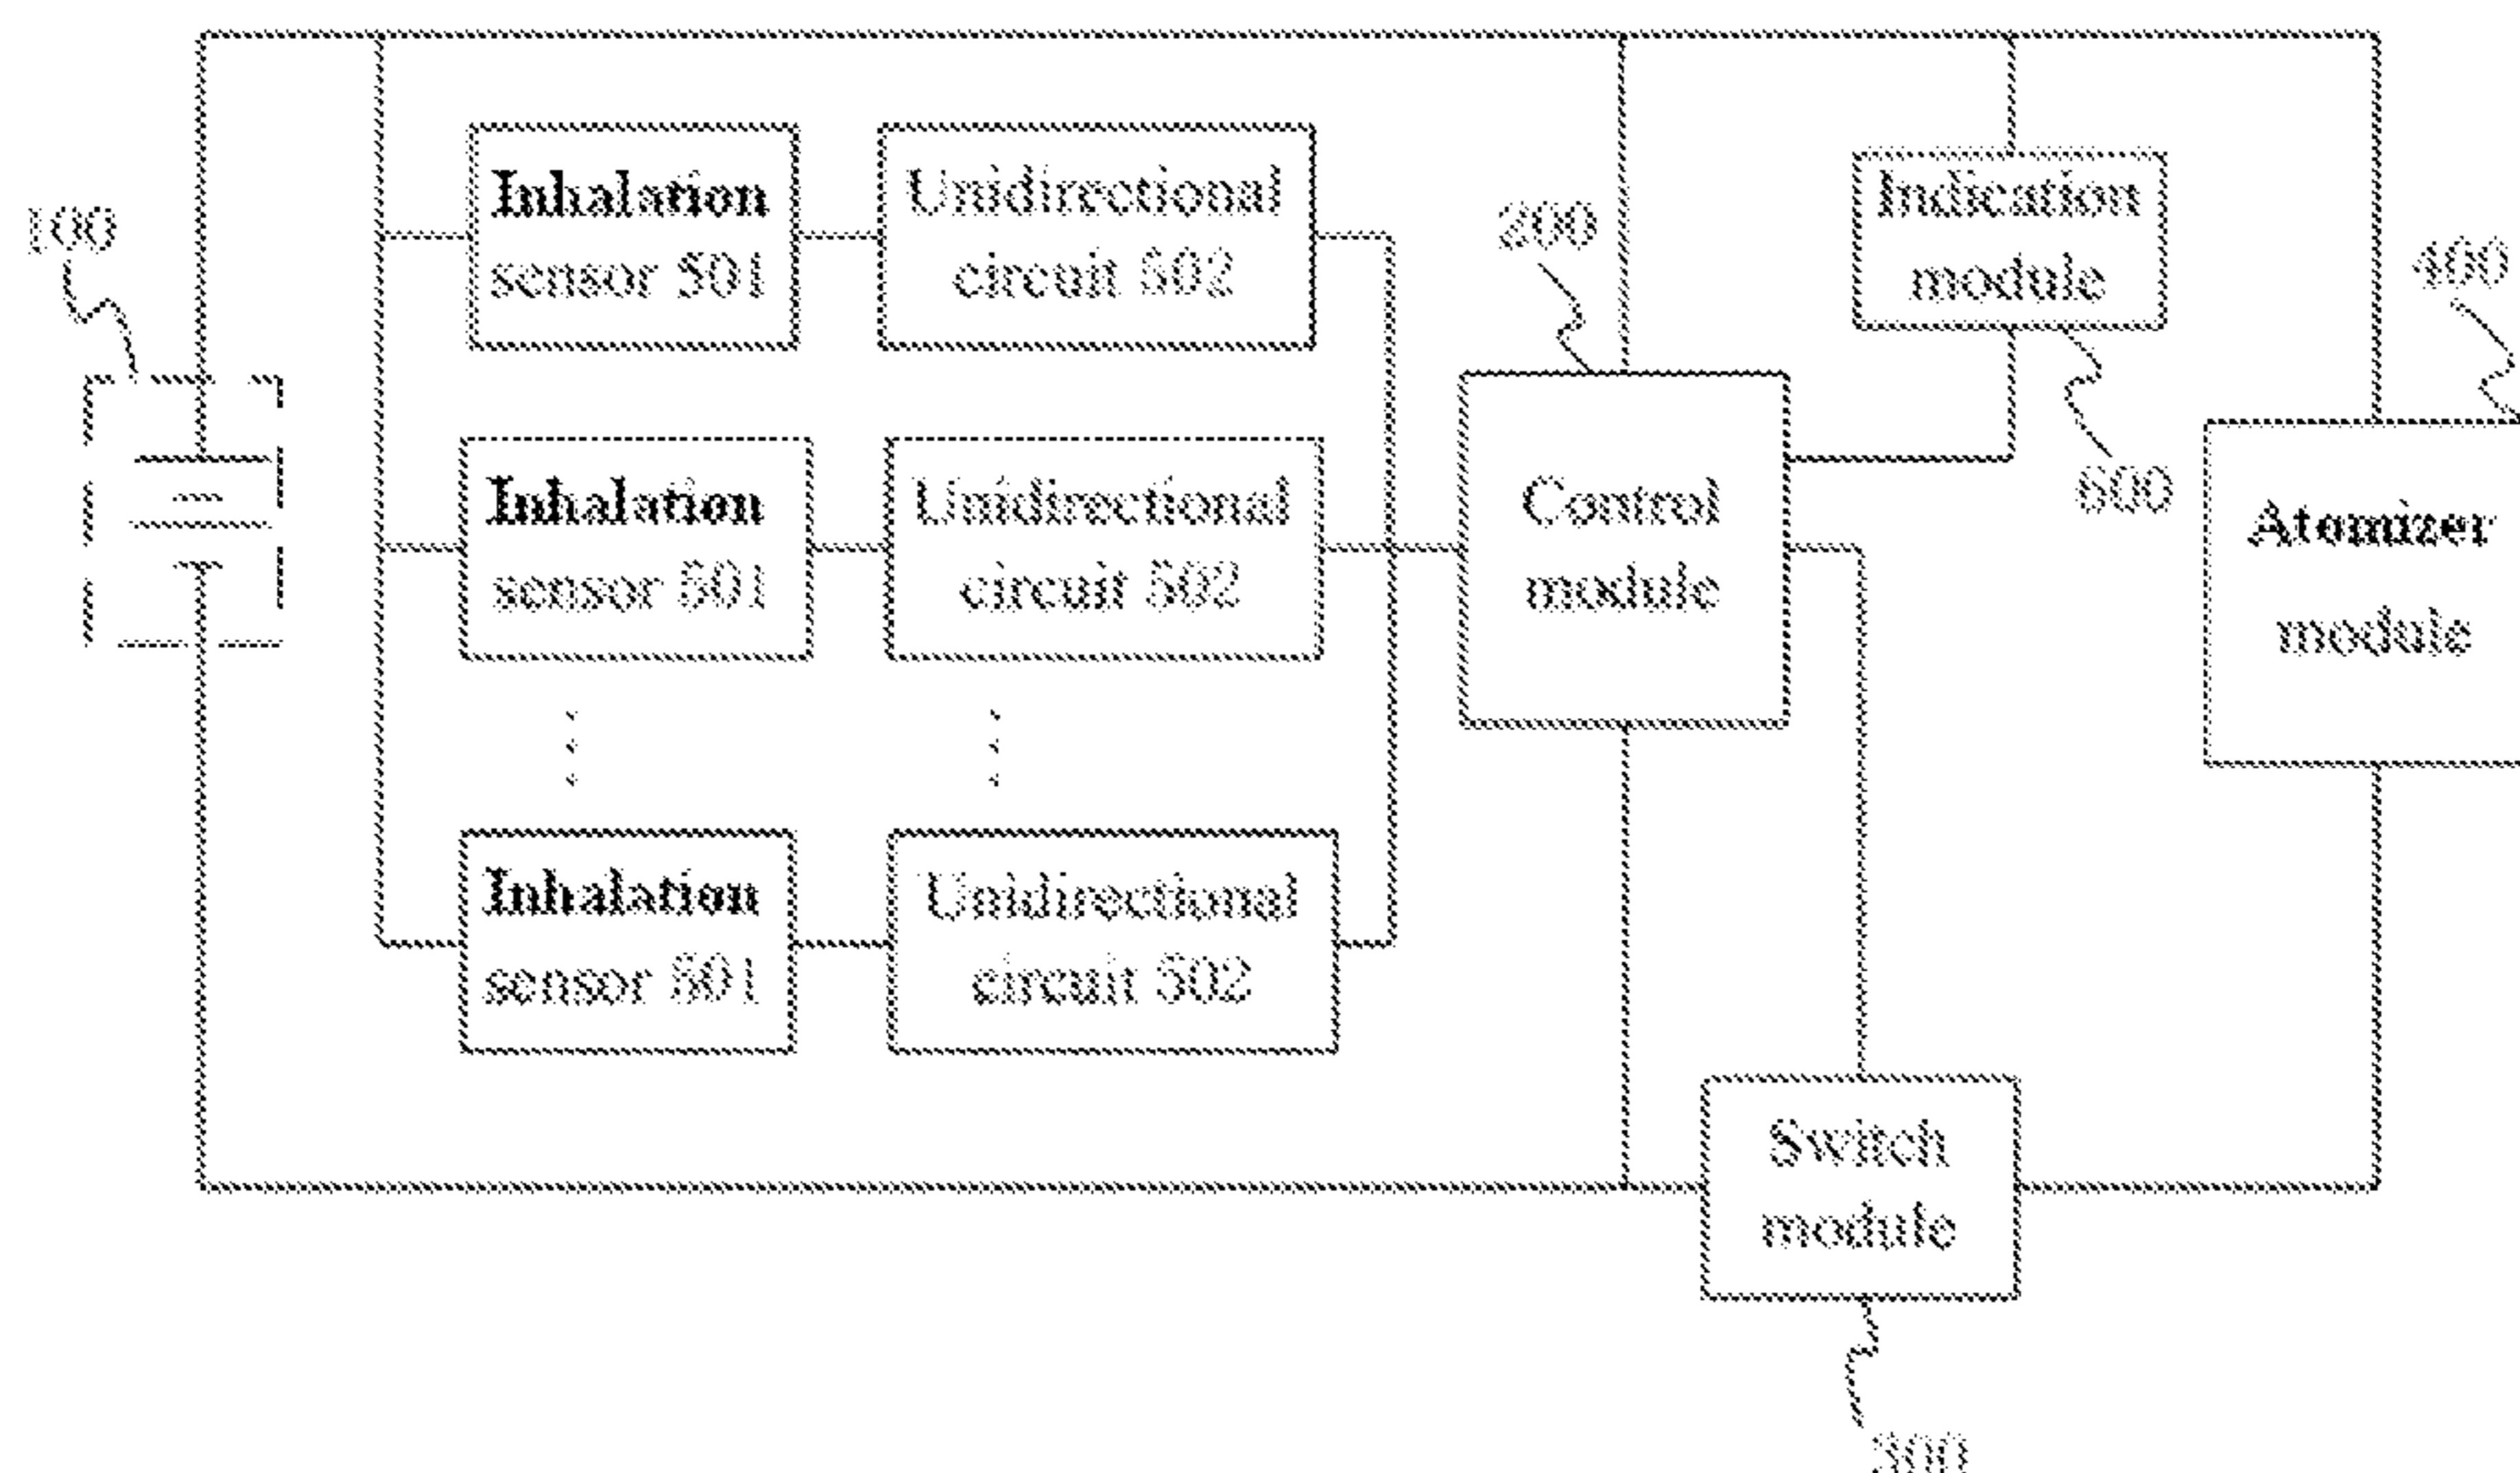 100
Inhalation
sensor 501
Unidirectional
circuit 502
200
Indication
module
400
600
Inhalation
sensor 501
Unidirectional
circuit 502
Control
module
Atomizer
module
Inhalation
sensor 501
Unidirectional
circuit 502
Switch
module
300